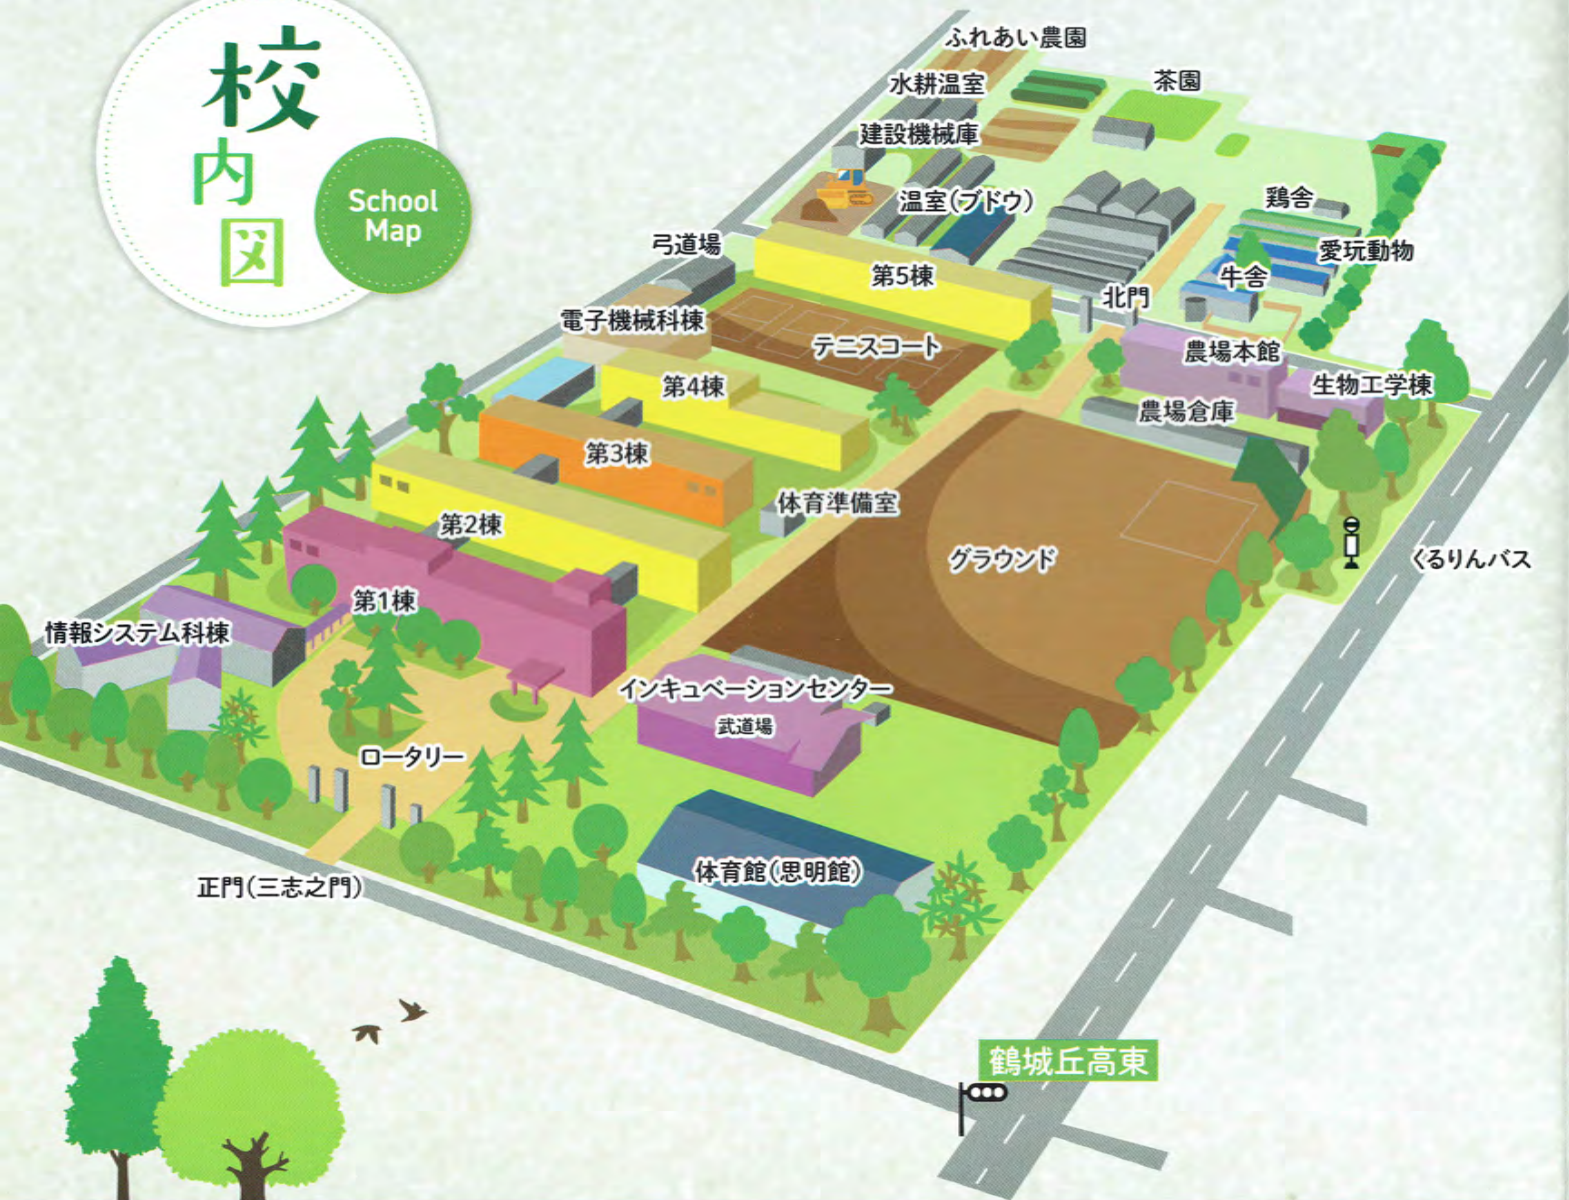 校
内
図
School
Map
ふれあい農園
水耕温室
茶園
建設機械庫
温室(ブドウ)
鶏舎
弓道場
愛玩動物
第5棟
牛舎
北門
電子機械科棟
テニスコート
農場本館
第4棟
生物工学棟
農場倉庫
第3棟
体育準備室
第2棟
グラウンド
くるりんバス
第1棟
情報システム科棟
インキュベーションセンター
武道場
ロータリー
体育館(思明館)
正門(三志之門)
鶴城丘高東